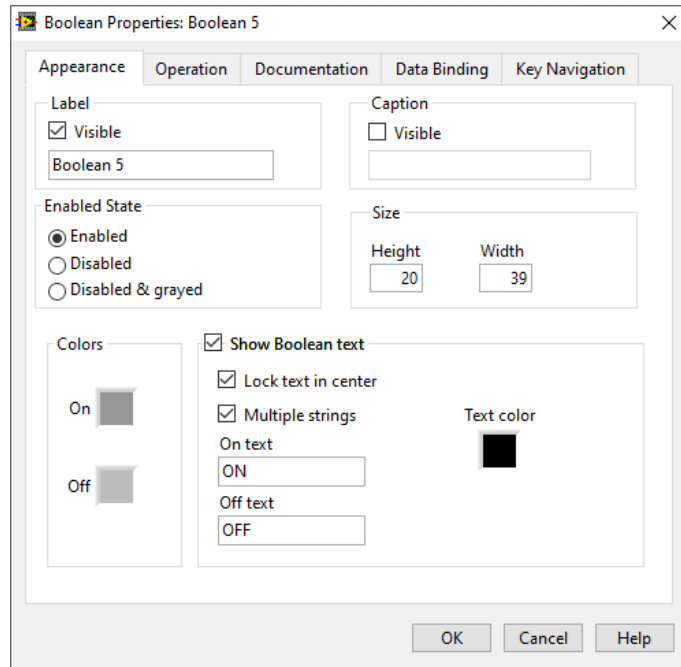 Boolean Properties: Boolean 5
Appearance Operation Documentation Data Binding Key Navigation
Label
Visible
Boolean 5
Caption
Visible
Enabled State
Enabled
Disabled
Disabled & grayed
Size
Height Width
20 39
Colors
On
Off
Show Boolean text
Lock text in center
Multiple strings
On text
ON
Off text
OFF
Text color
OK Cancel Help